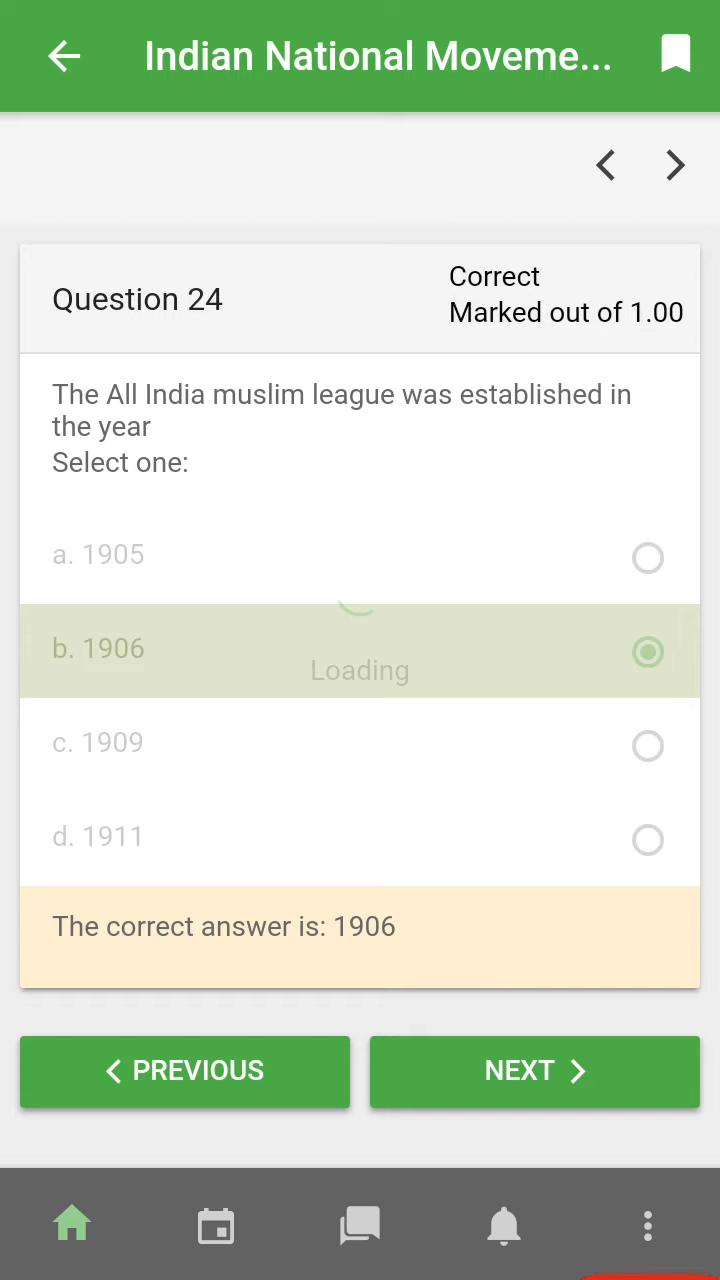 Indian National Moveme...
Question 24
Correct
Marked out of 1.00
The All India muslim league was established in
the year
Select one:
a. 1905
b. 1906
Loading
c. 1909
d. 1911
The correct answer is: 1906
PREVIOUS
NEXT